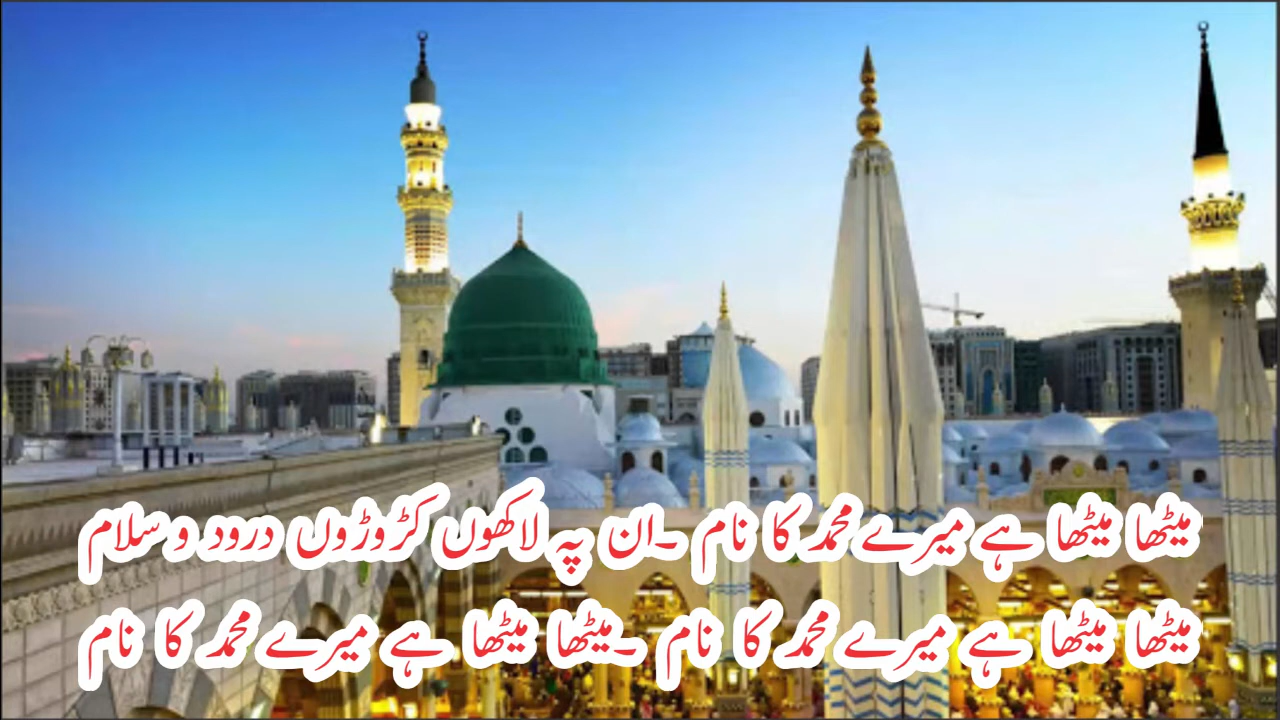 میٹھا میٹھا ہے میرے محمد کا نام ۔ان پہ لاکھوں کڑوڑوں درود و سلام
میٹھا میٹھا ہے میرے محمد کا نام ۔میٹھا میٹھا ہے میرے محمد کا نام